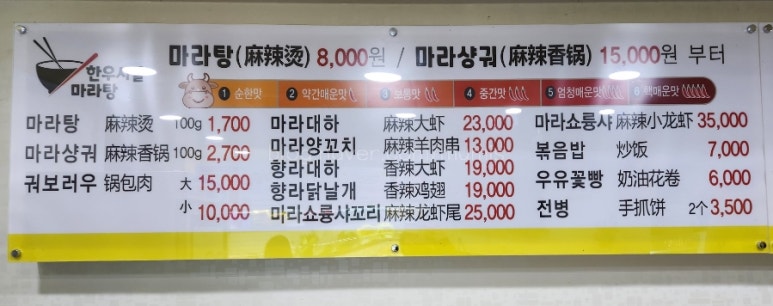 한우사골
마라탕
마라탕(麻辣烫) 8,000원 / 마라샹궈(麻辣香锅) 15,000원 부터
1 순한맛 2 약간매운맛 3 보통맛 4 중간맛 5 엄청매운맛 6 핵매운맛
마라탕 麻辣烫 100g 1,700
마라샹궈 麻辣香锅 100g 2,700
궈보러우 锅包肉 大 15,000
小 10,000
마라대하 麻辣大虾 23,000
마라양꼬치 麻辣羊肉串 13,000
향라대하 香辣大虾 19,000
향라닭날개 香辣鸡翅 19,000
마라쇼륭샤꼬리 麻辣龙虾尾 25,000
마라쇼륭샤 麻辣小龙虾 35,000
볶음밥 炒饭 7,000
우유꽃빵 奶油花卷 6,000
전병 手抓饼 2个 3,500